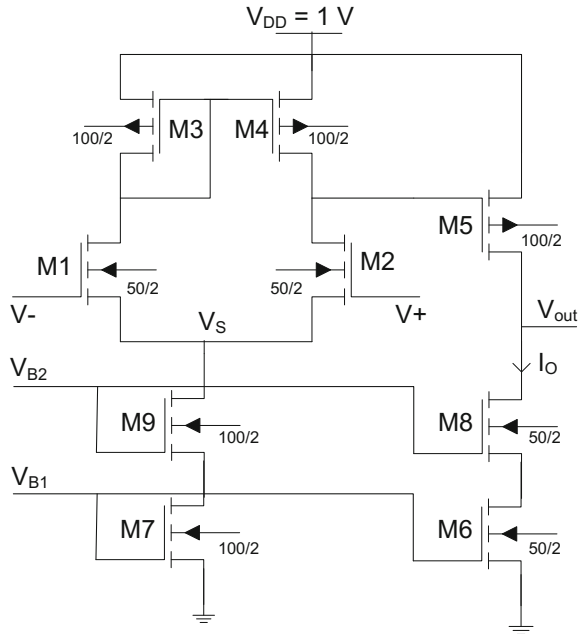 V_DD = 1 V
M3
M4
100/2
100/2
M5
100/2
M1
M2
50/2
50/2
V-
V+
V_S
V_out
I_O
V_B2
M9
M8
100/2
50/2
V_B1
M7
M6
100/2
50/2